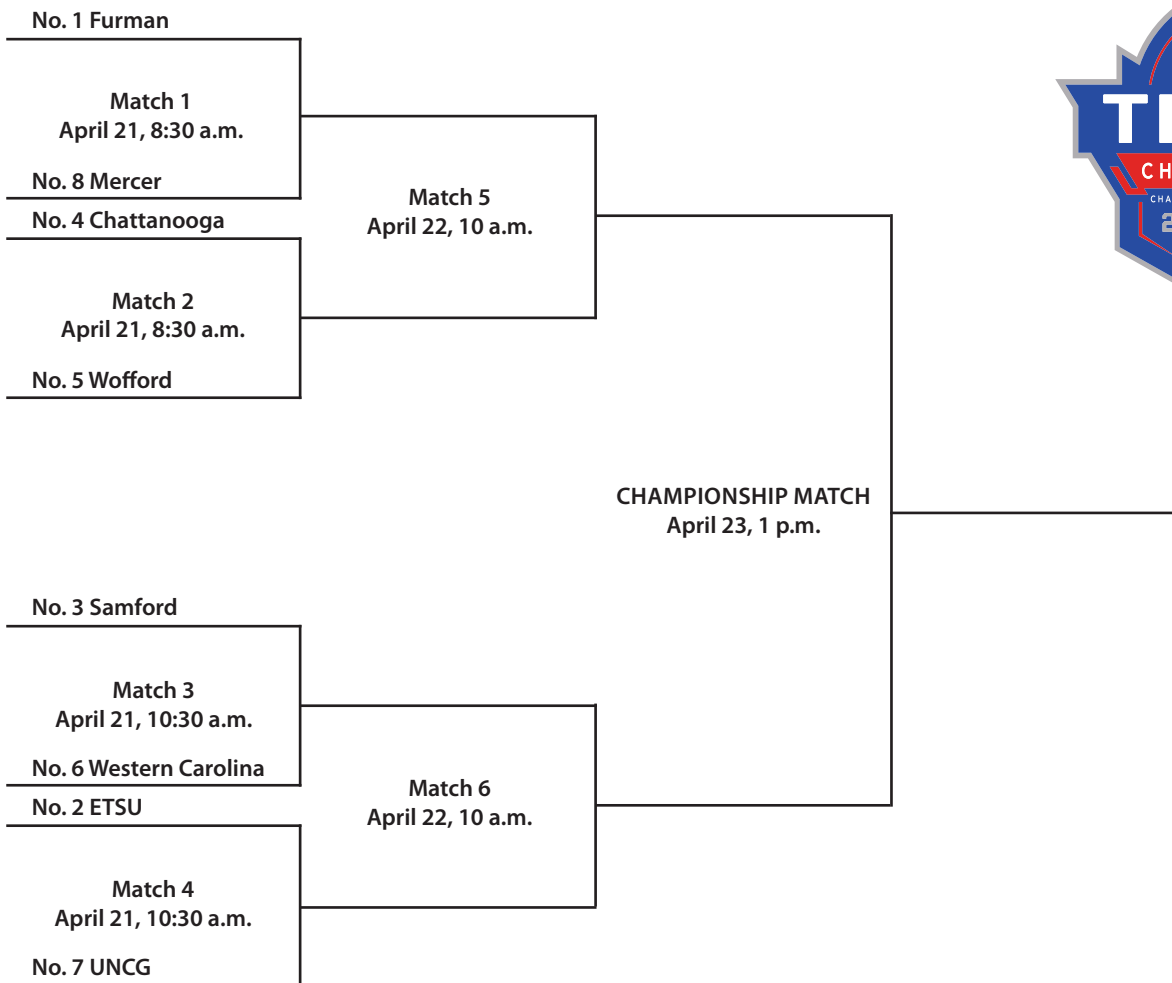 No. 1 Furman
Match 1
April 21, 8:30 a.m.
No. 8 Mercer
No. 4 Chattanooga
Match 2
April 21, 8:30 a.m.
No. 5 Wofford
Match 5
April 22, 10 a.m.
CHAMPIONSHIP MATCH
April 23, 1 p.m.
No. 3 Samford
Match 3
April 21, 10:30 a.m.
No. 6 Western Carolina
No. 2 ETSU
Match 4
April 21, 10:30 a.m.
No. 7 UNCG
Match 6
April 22, 10 a.m.